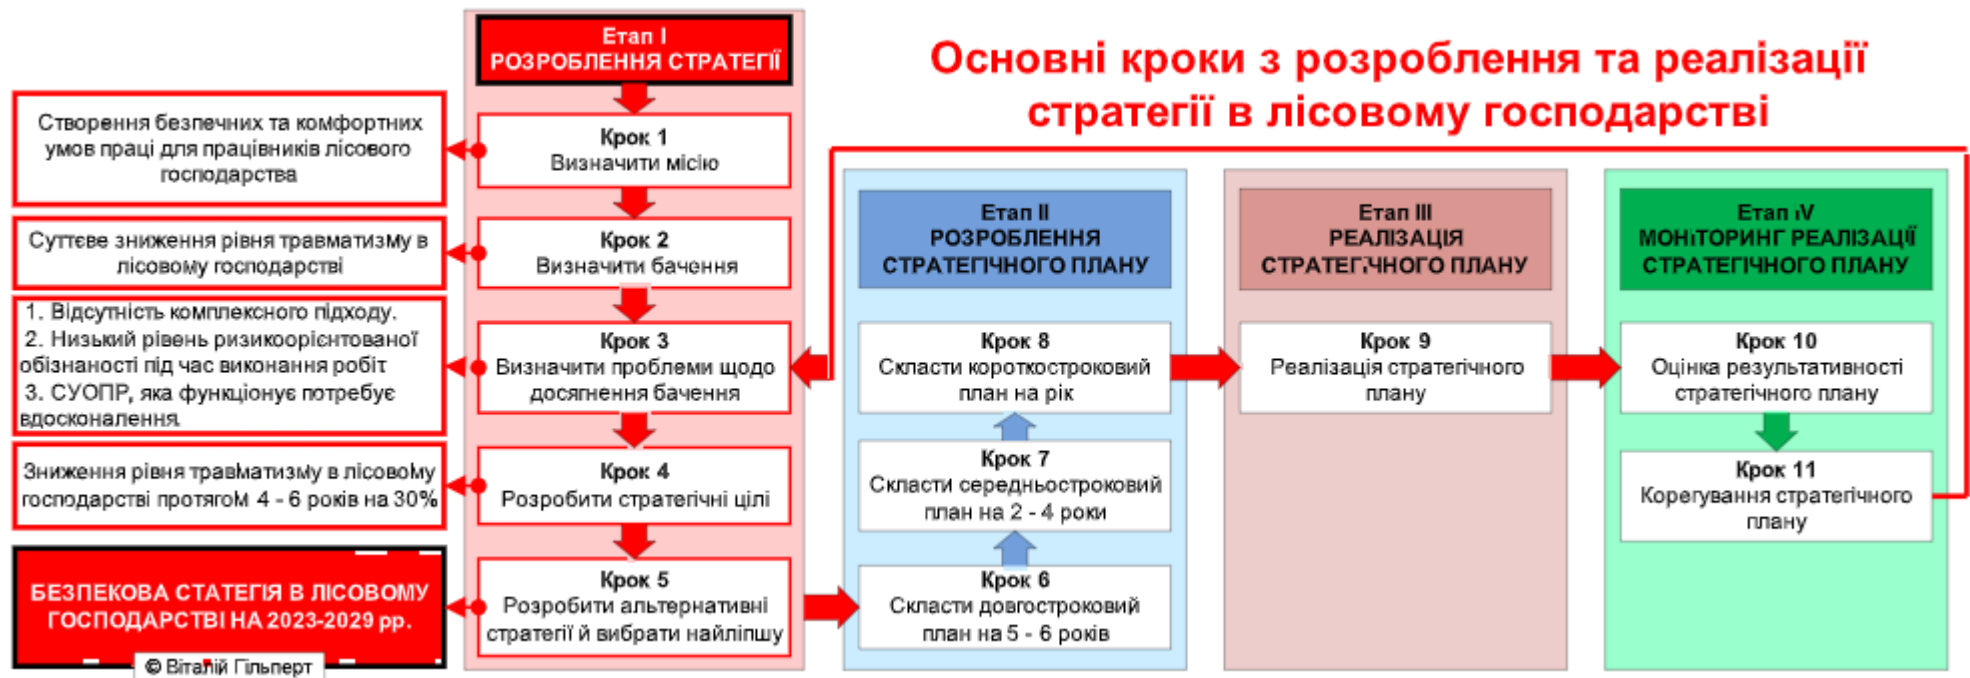 Етап I
РОЗРОБЛЕННЯ СТРАТЕГІЇ
Основні кроки з розроблення та реалізації
стратегії в лісовому господарстві
Створення безпечних та комфортних
умов праці для працівників лісового
господарства
Крок 1
Визначити місію
Суттєве зниження рівня травматизму в
лісовому господарстві
Крок 2
Визначити бачення
1. Відсутність комплексного підходу.
2. Низький рівень ризикоорієнтованої
обізнаності під час виконання робіт
3. СУОПР, яка функціонує потребує
вдосконалення.
Крок 3
Визначити проблеми щодо
досягнення бачення
Зниження рівня травматизму в лісовому
господарстві протягом 4 - 6 років на 30%
Крок 4
Розробити стратегічні цілі
БЕЗПЕКОВА СТАТЕГІЯ В ЛІСОВОМУ
ГОСПОДАРСТВІ НА 2023-2029 рр.
© Віталій Гільперт
Крок 5
Розробити альтернативні
стратегії й вибрати найліпшу
Етап II
РОЗРОБЛЕННЯ
СТРАТЕГІЧНОГО ПЛАНУ
Крок 8
Скласти короткостроковий
план на рік
Крок 7
Скласти середньостроковий
план на 2 - 4 роки
Крок 6
Скласти довгостроковий
план на 5 - 6 років
Етап III
РЕАЛІЗАЦІЯ
СТРАТЕГІЧНОГО ПЛАНУ
Крок 9
Реалізація стратегічного
плану
Етап IV
МОНІТОРИНГ РЕАЛІЗАЦІЇ
СТРАТЕГІЧНОГО ПЛАНУ
Крок 10
Оцінка результативності
стратегічного плану
Крок 11
Корегування стратегічного
плану